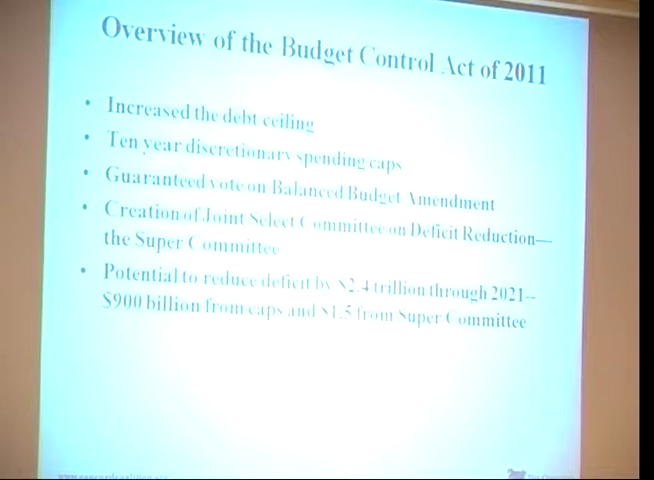 Overview of the Budget Control Act of 2011
• Increased the debt ceiling
• Ten year discretionary spending caps
• Guaranteed vote on Balanced Budget Amendment
• Creation of Joint Select Committee on Deficit Reduction—
the Super Committee
• Potential to reduce deficit by $2.4 trillion through 2021--
$900 billion from caps and $1.5 from Super Committee